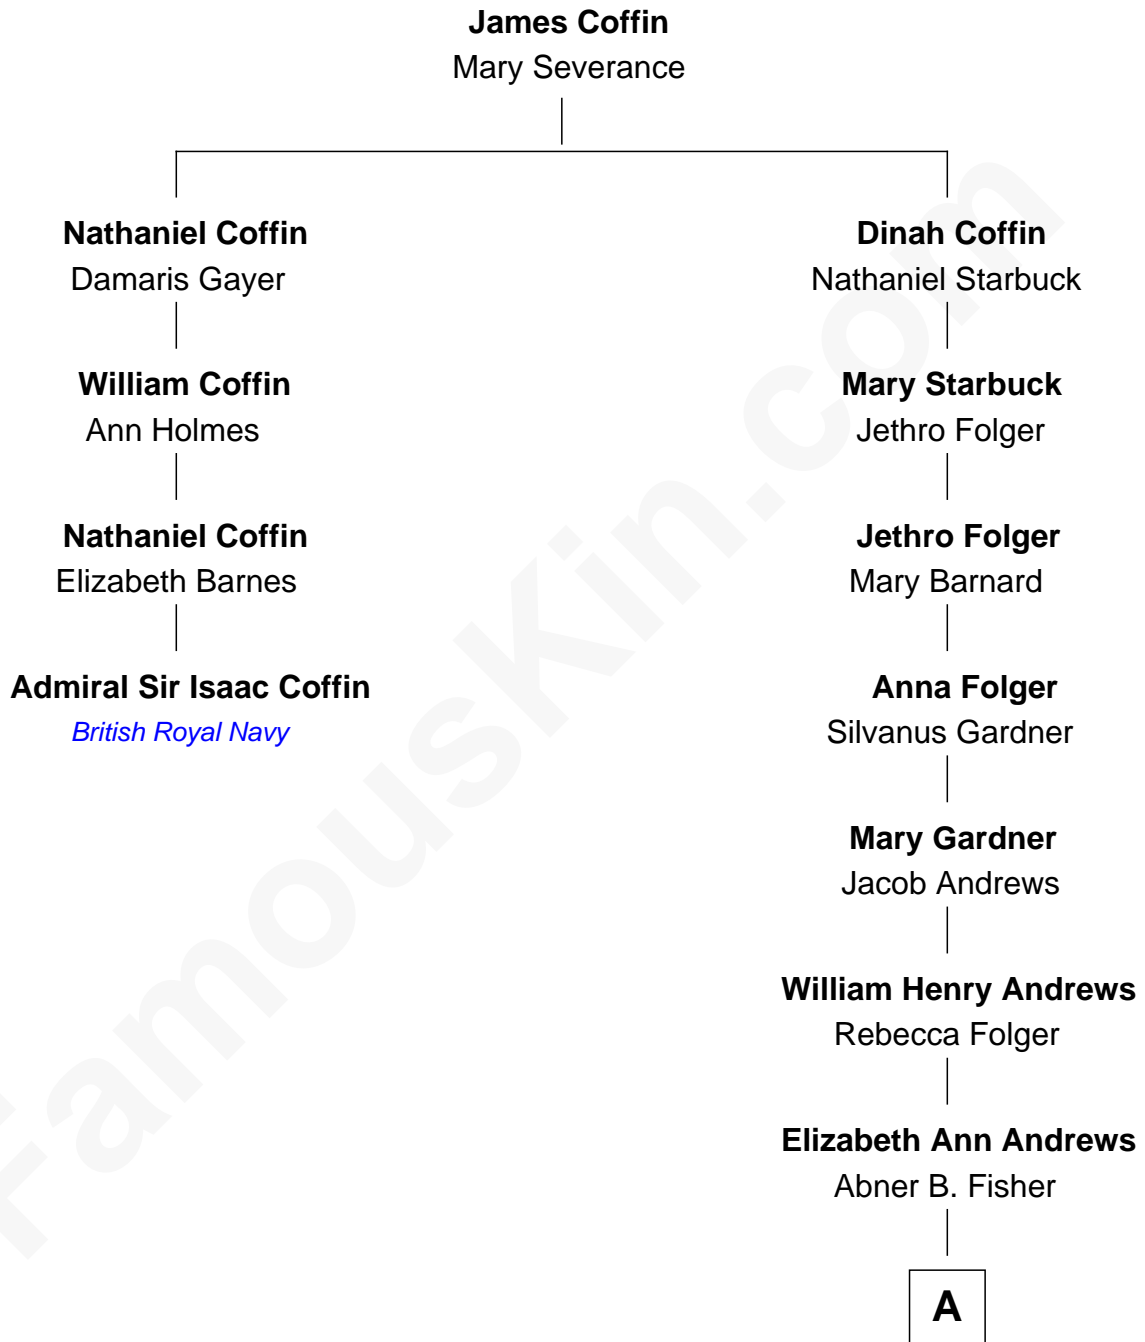 James Coffin
Mary Severance
Nathaniel Coffin
Damaris Gayer
William Coffin
Ann Holmes
Nathaniel Coffin
Elizabeth Barnes
Admiral Sir Isaac Coffin
British Royal Navy
Dinah Coffin
Nathaniel Starbuck
Mary Starbuck
Jethro Folger
Jethro Folger
Mary Barnard
Anna Folger
Silvanus Gardner
Mary Gardner
Jacob Andrews
William Henry Andrews
Rebecca Folger
Elizabeth Ann Andrews
Abner B. Fisher
A
FamousKin.com